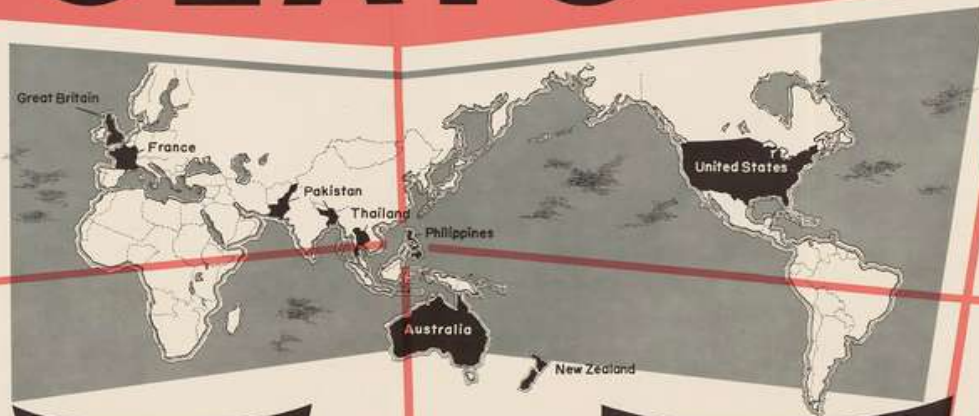 Great Britain
France
Pakistan
Thailand
Philippines
United States
Australia
New Zealand